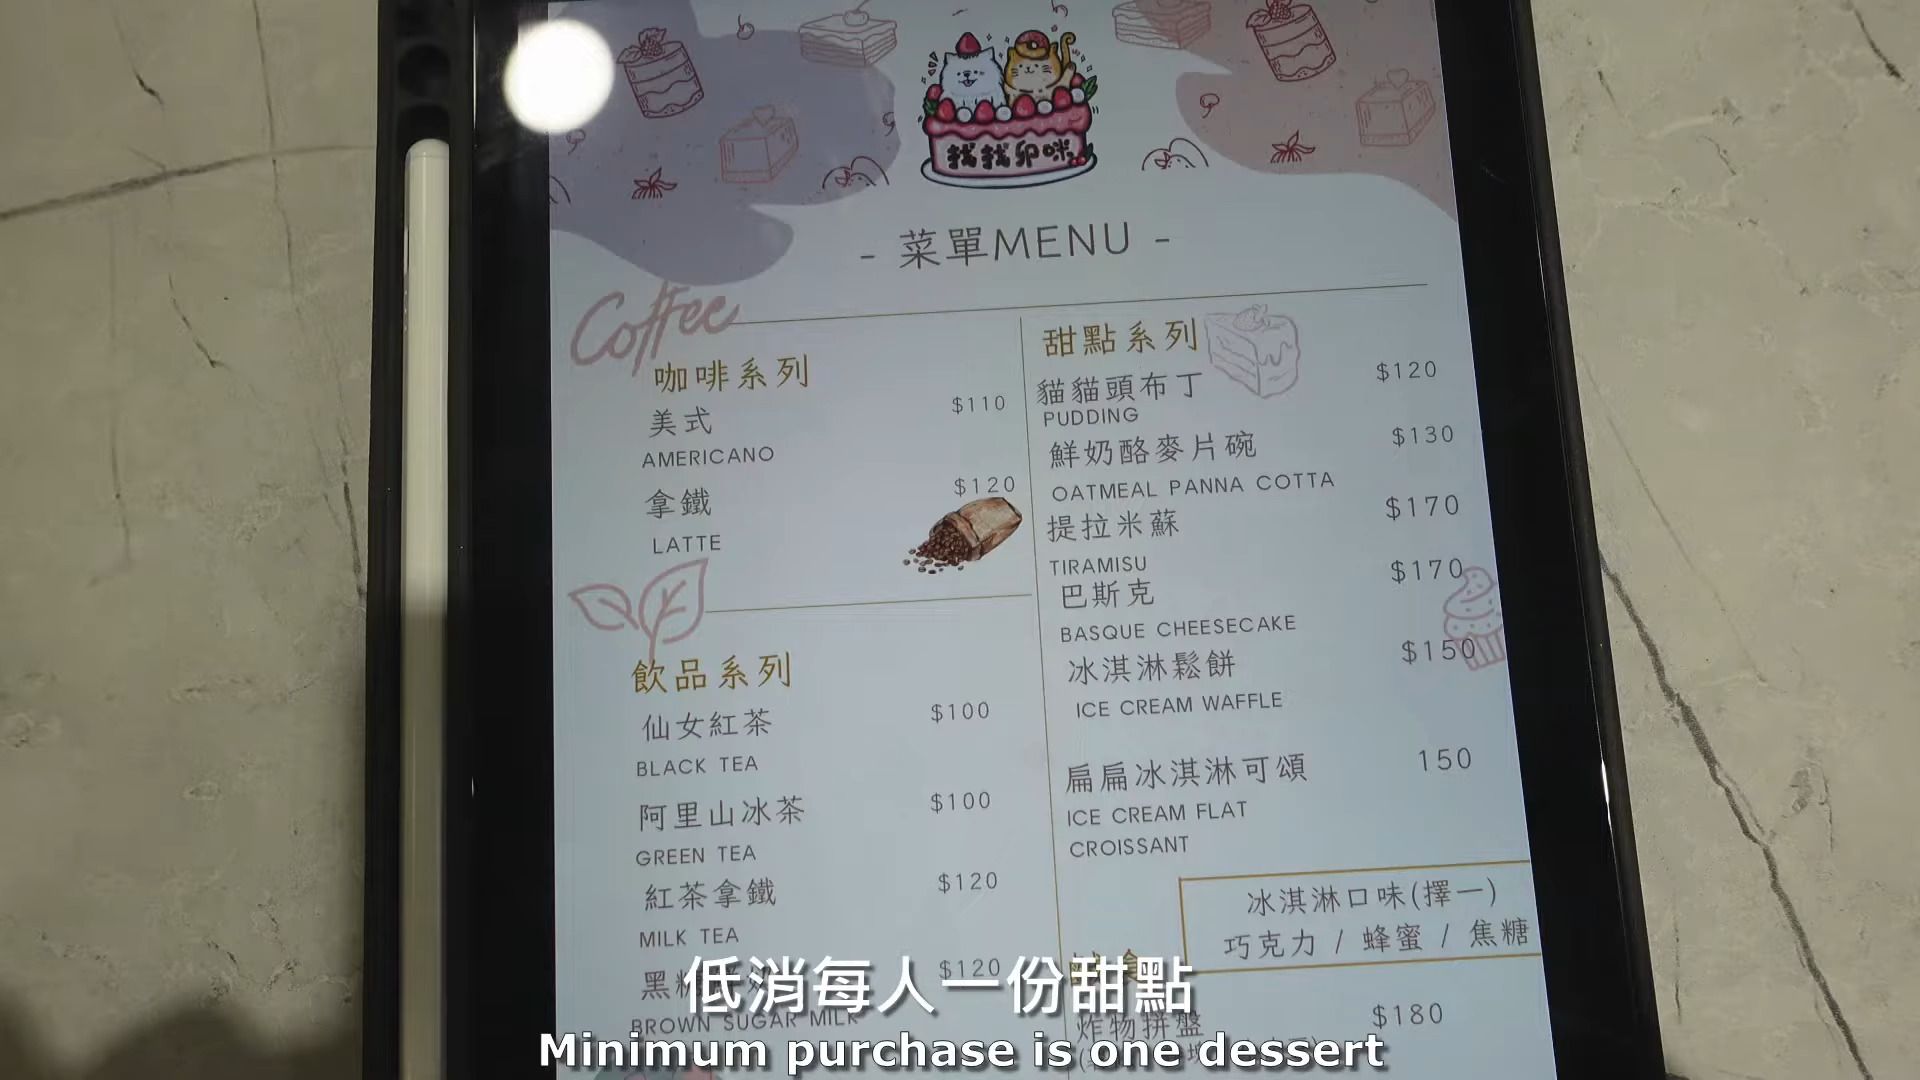 找找卯咪
- 菜單MENU -
Coffee
咖啡系列
美式 $110
AMERICANO
拿鐵 $120
LATTE
飲品系列
仙女紅茶 $100
BLACK TEA
阿里山冰茶 $100
GREEN TEA
紅茶拿鐵 $120
MILK TEA
黑糖 $120
BROWN SUGAR MILK
甜點系列
貓貓頭布丁 $120
PUDDING
鮮奶酪麥片碗 $130
OATMEAL PANNA COTTA
提拉米蘇 $170
TIRAMISU
巴斯克 $170
BASQUE CHEESECAKE
冰淇淋鬆餅 $150
ICE CREAM WAFFLE
扁扁冰淇淋可頌 150
ICE CREAM FLAT
CROISSANT
冰淇淋口味(擇一)
巧克力 / 蜂蜜 / 焦糖
炸物拼盤 $180
低消每人一份甜點
Minimum purchase is one dessert